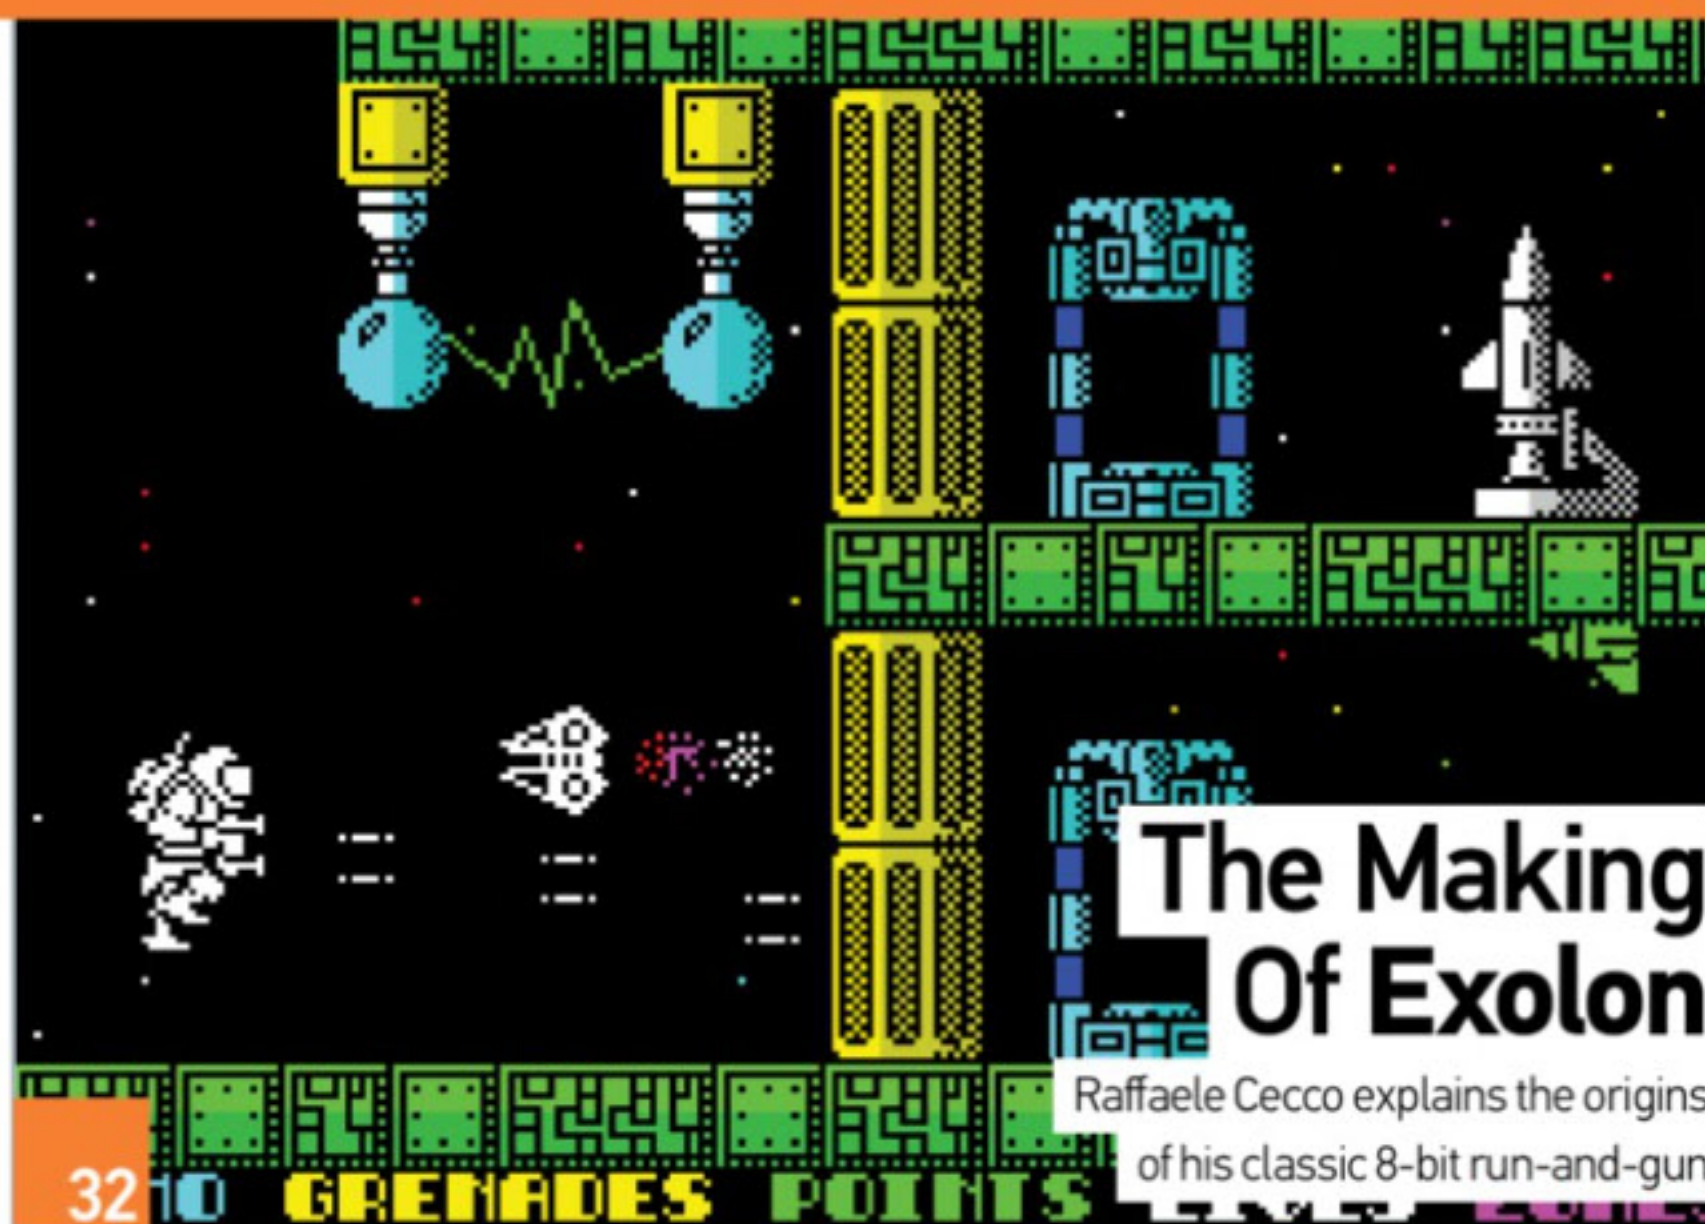 The Making
Of Exolon
Raffaele Cecco explains the origins
of his classic 8-bit run-and-gun
32
GRENADES POINTS